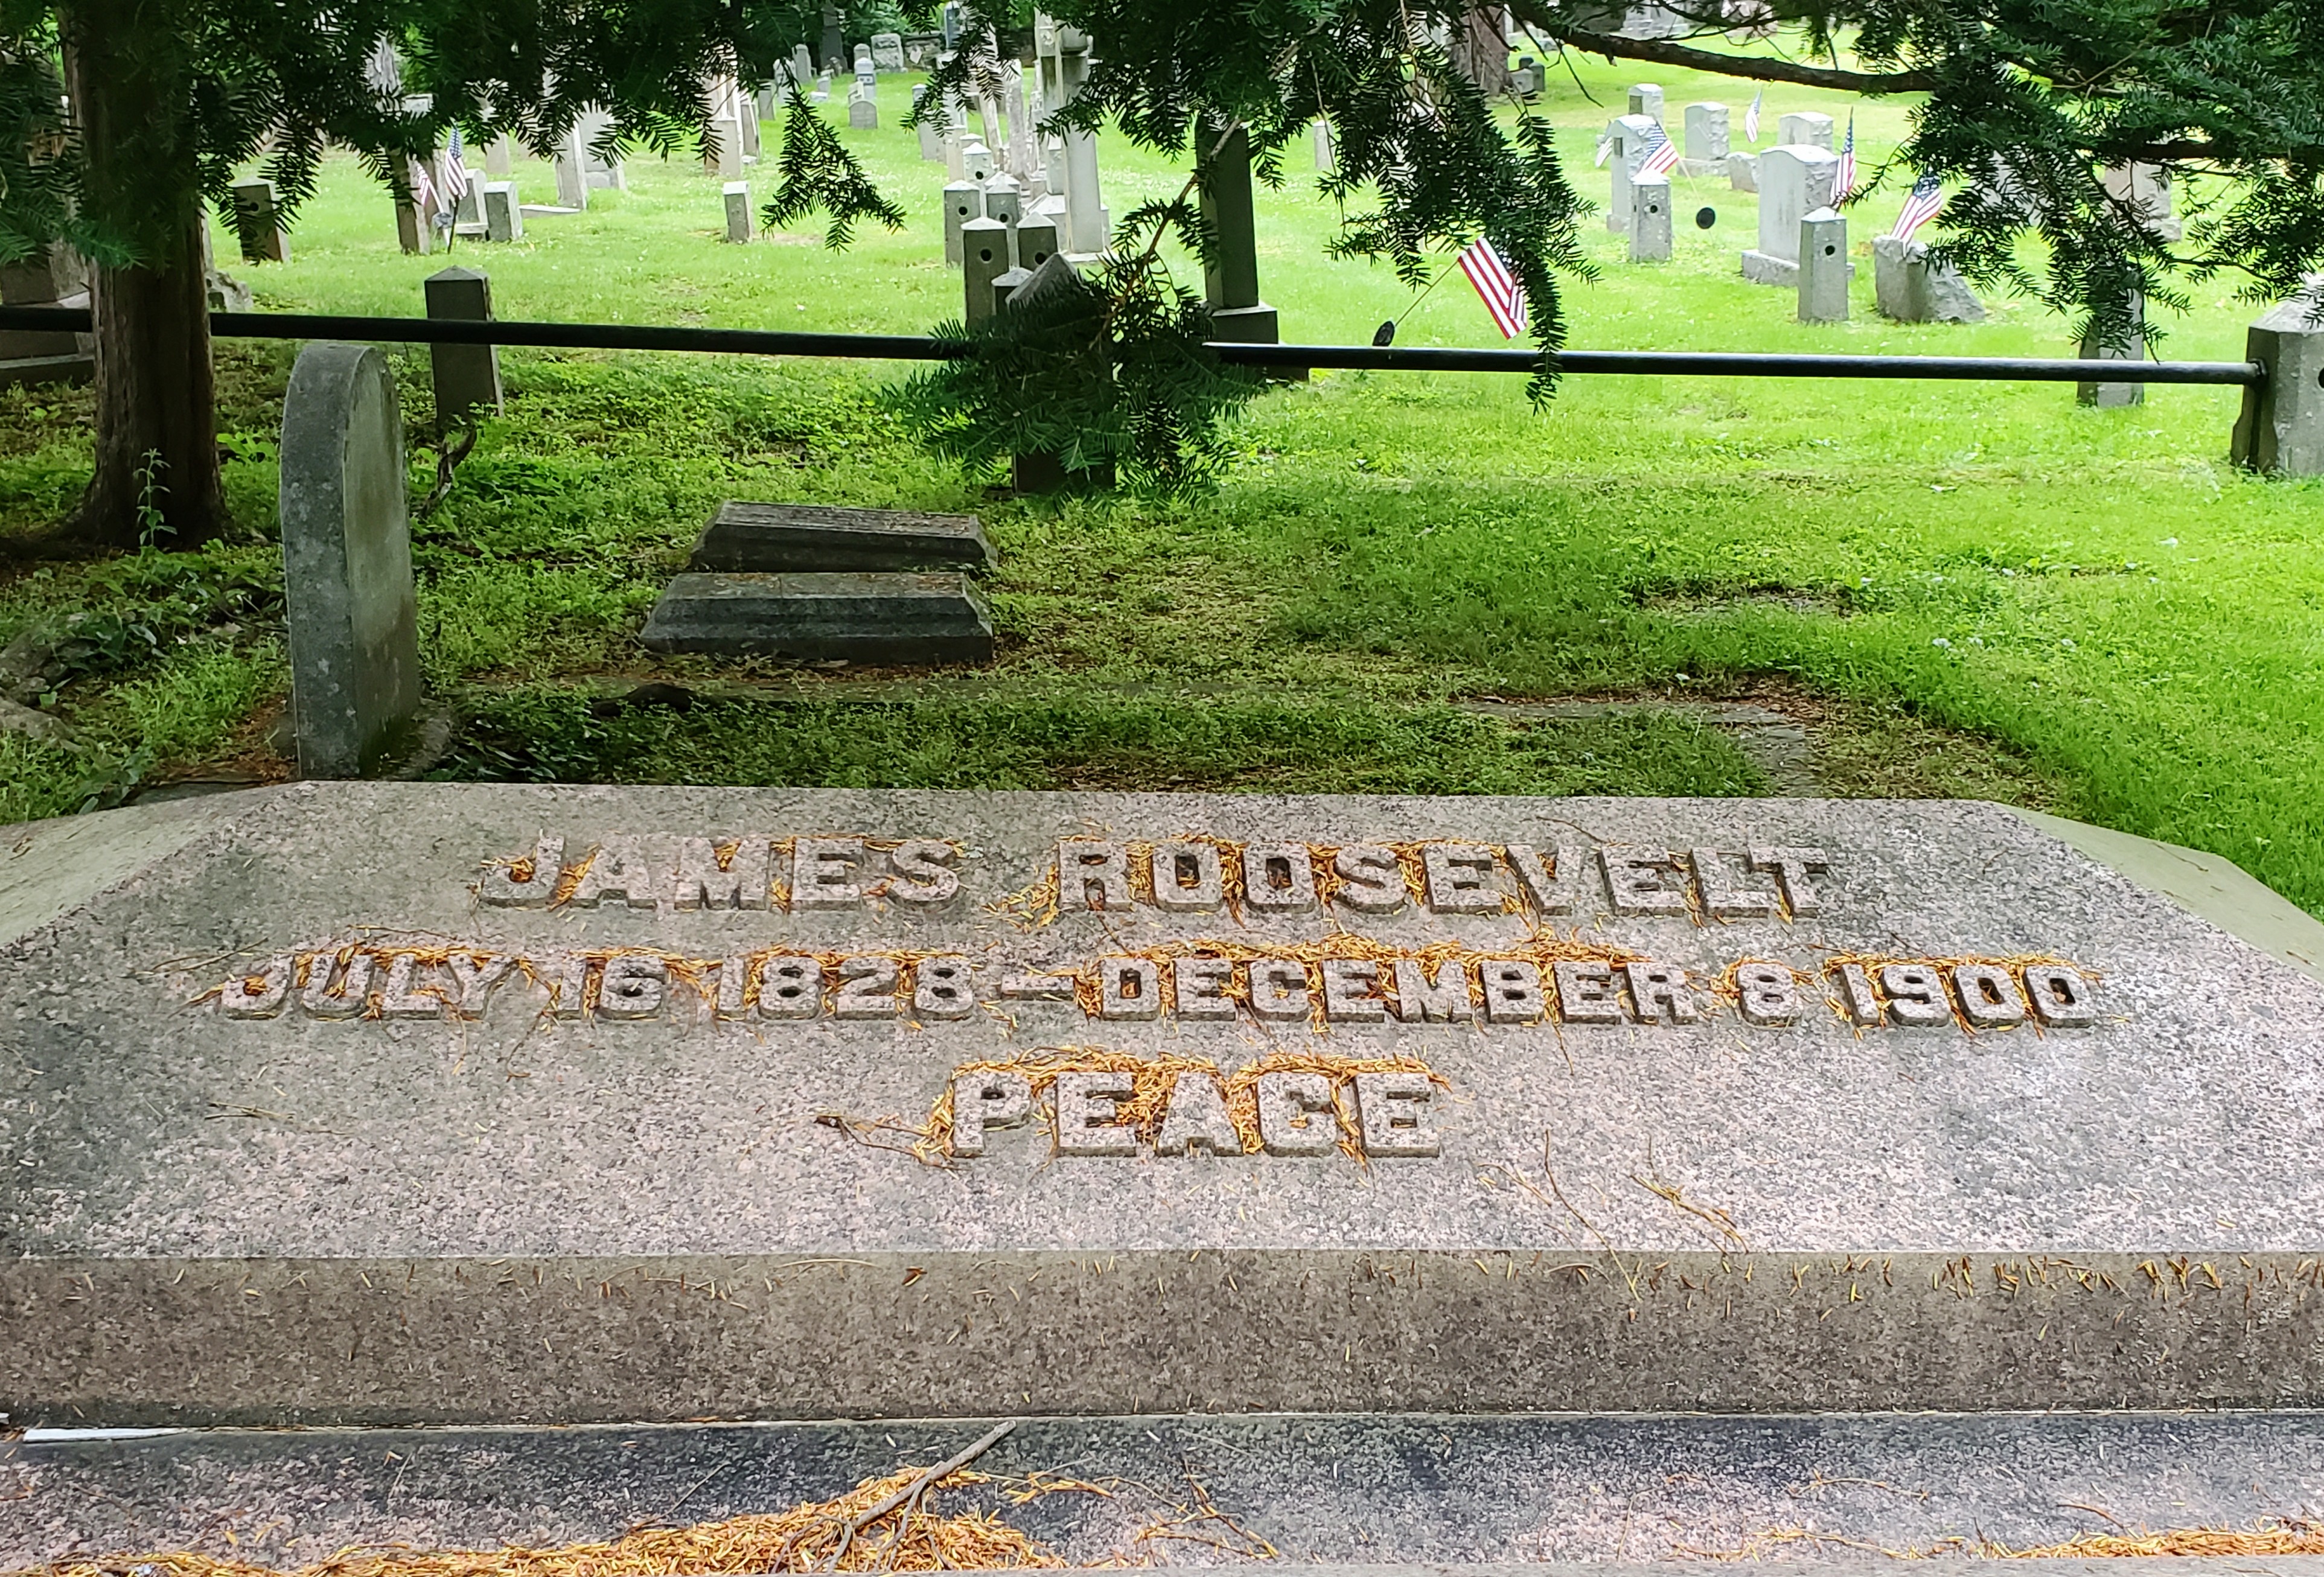 JAMES ROOSEVELT
JULY 16 1828 — DECEMBER 8 1900
PEACE